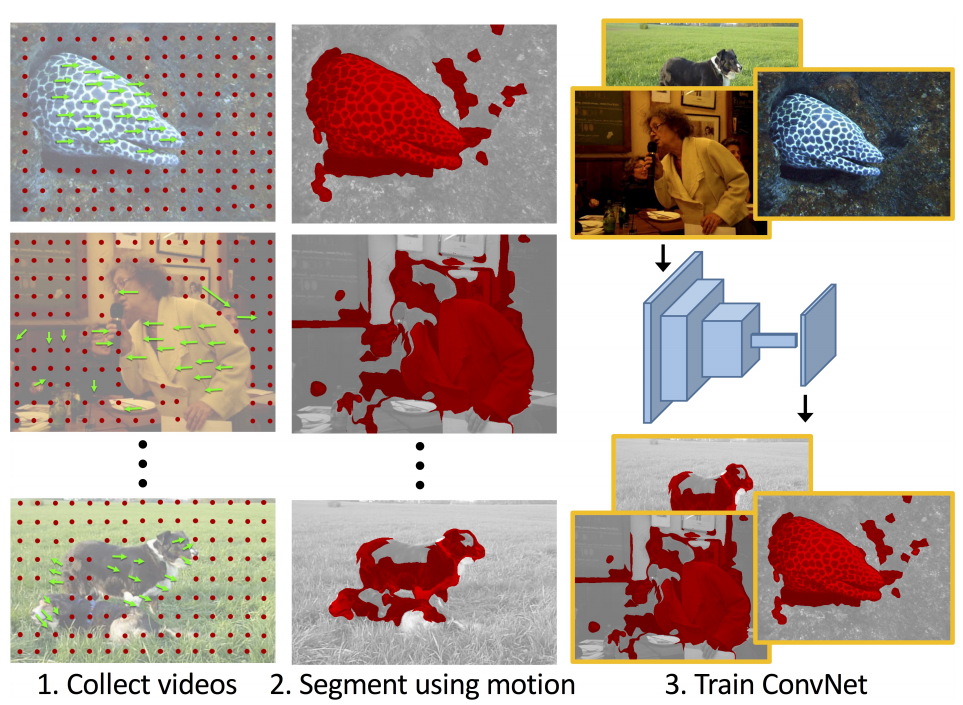 1. Collect videos
2. Segment using motion
3. Train ConvNet